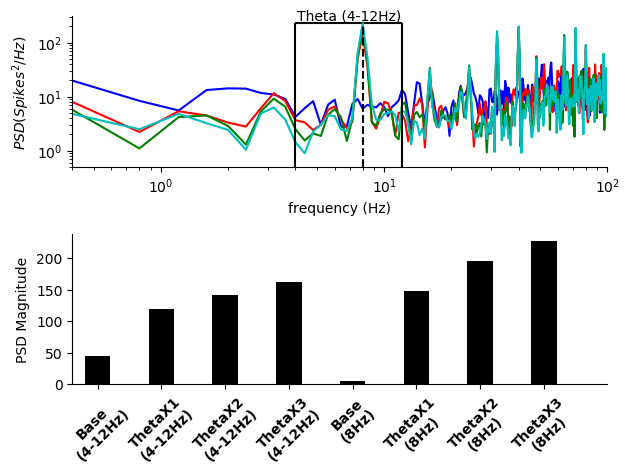 Theta (4-12Hz)
PSD(Spikes²/Hz)
10²
10¹
10⁰
10⁰ 10¹ 10²
frequency (Hz)
PSD Magnitude
200
150
100
50
0
Base (4-12Hz)
ThetaX1 (4-12Hz)
ThetaX2 (4-12Hz)
ThetaX3 (4-12Hz)
Base (8Hz)
ThetaX1 (8Hz)
ThetaX2 (8Hz)
ThetaX3 (8Hz)